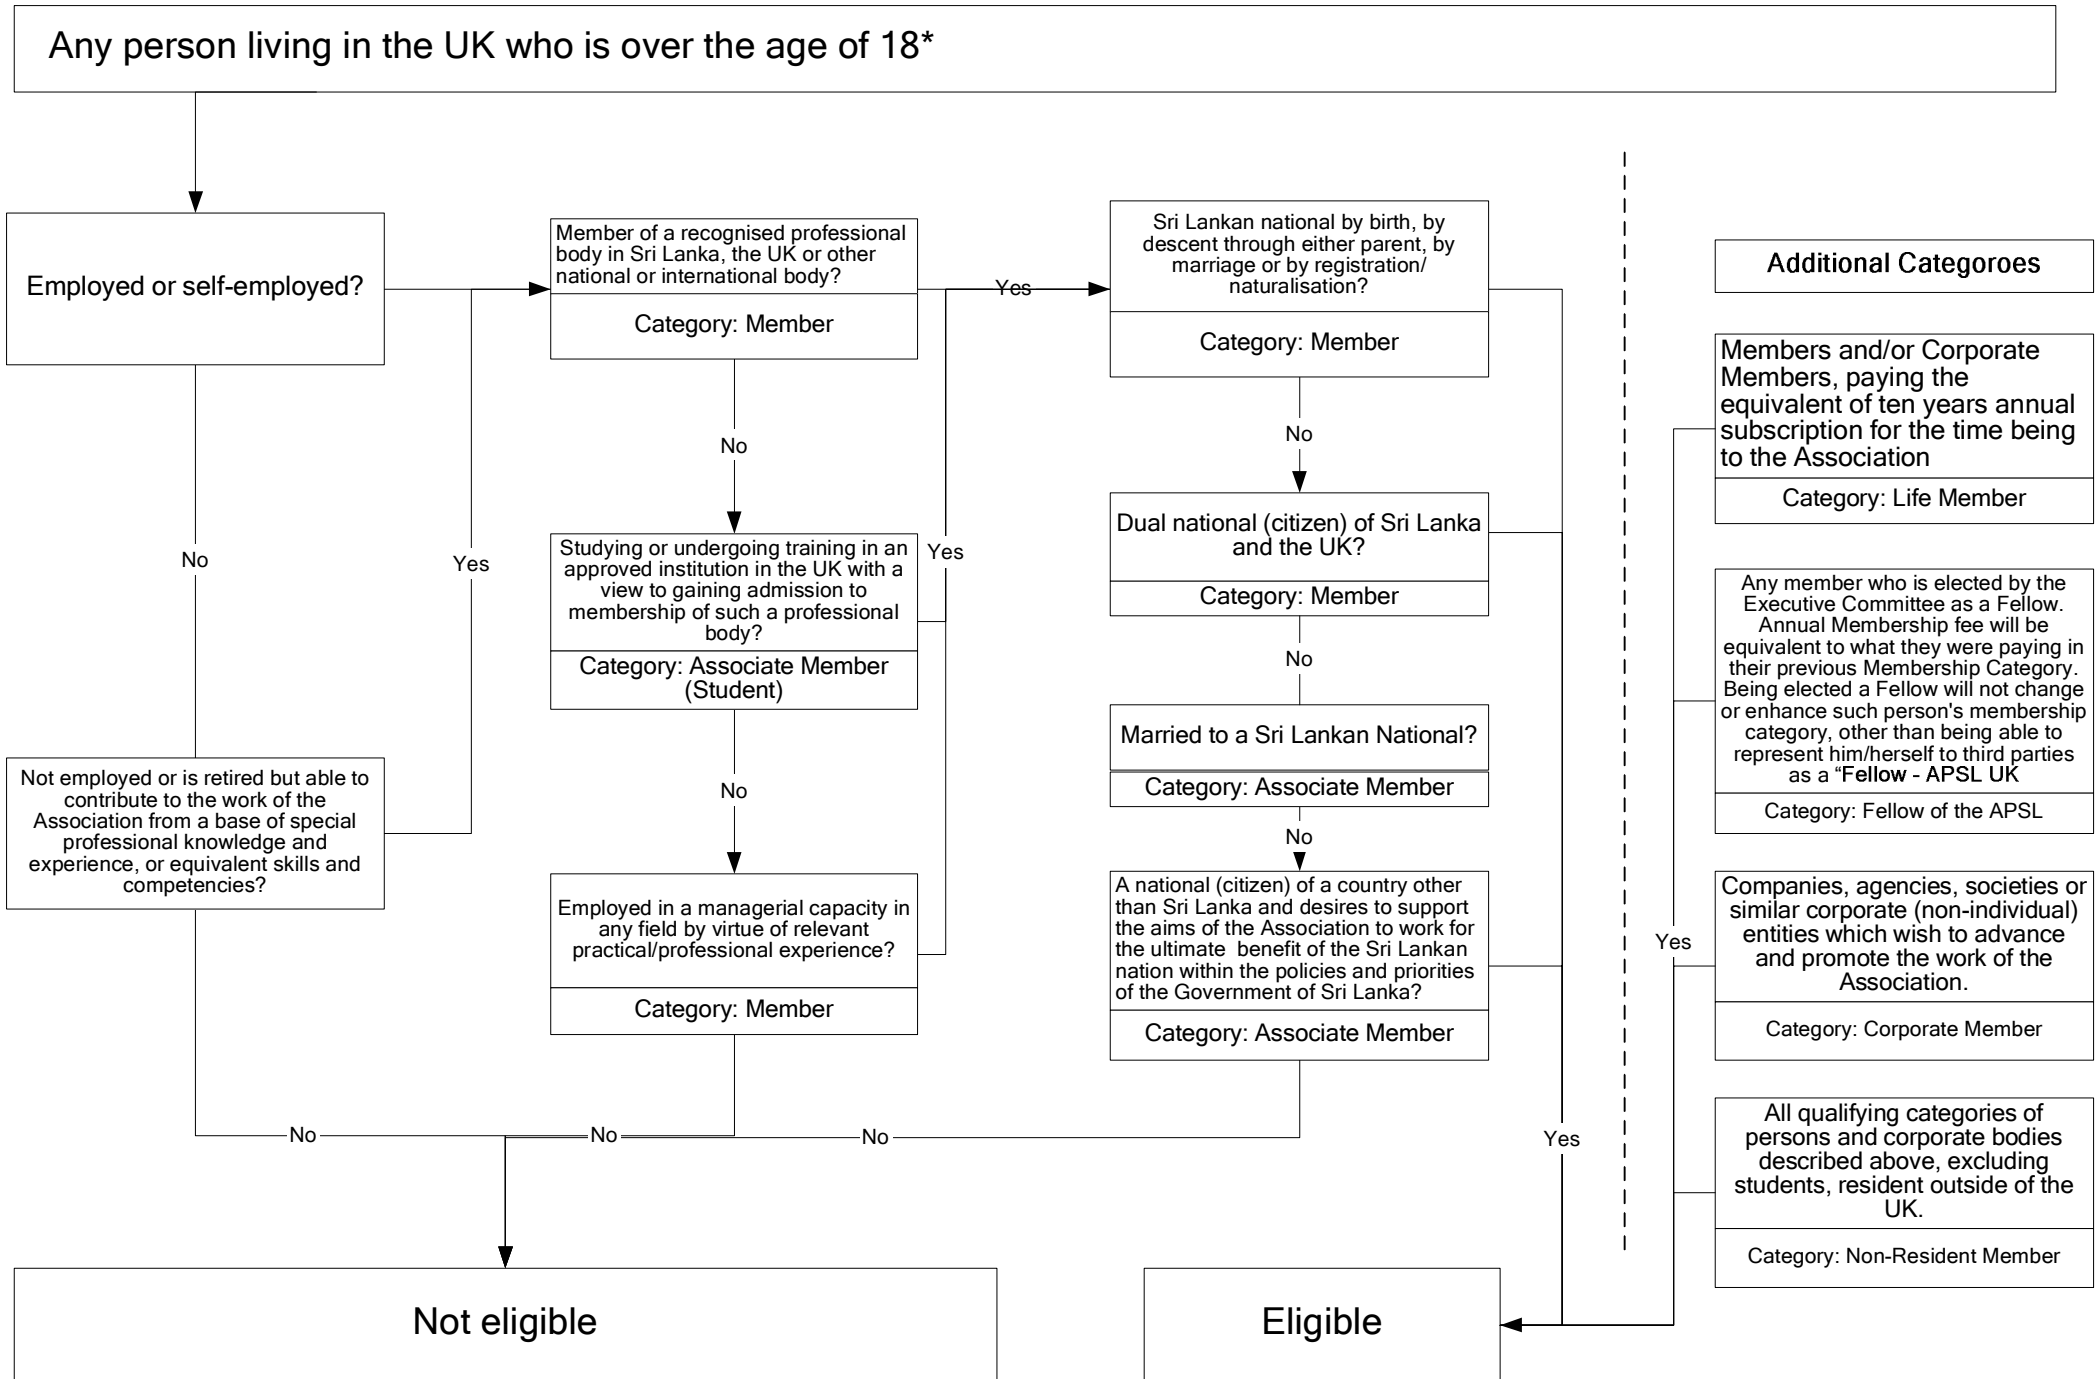 Any person living in the UK who is over the age of 18*
Employed or self-employed?
No
Yes
Not employed or is retired but able to
contribute to the work of the
Association from a base of special
professional knowledge and
experience, or equivalent skills and
competencies?
No
Member of a recognised professional
body in Sri Lanka, the UK or other
national or international body?
Category: Member
Yes
No
Studying or undergoing training in an
approved institution in the UK with a
view to gaining admission to
membership of such a professional
body?
Category: Associate Member
(Student)
Yes
No
Employed in a managerial capacity in
any field by virtue of relevant
practical/professional experience?
Category: Member
No
Sri Lankan national by birth, by
descent through either parent, by
marriage or by registration/
naturalisation?
Category: Member
No
Dual national (citizen) of Sri Lanka
and the UK?
Category: Member
No
Married to a Sri Lankan National?
Category: Associate Member
No
A national (citizen) of a country other
than Sri Lanka and desires to support
the aims of the Association to work for
the ultimate  benefit of the Sri Lankan
nation within the policies and priorities
of the Government of Sri Lanka?
Category: Associate Member
No
Yes
Additional Categoroes
Members and/or Corporate
Members, paying the
equivalent of ten years annual
subscription for the time being
to the Association
Category: Life Member
Any member who is elected by the
Executive Committee as a Fellow.
Annual Membership fee will be
equivalent to what they were paying in
their previous Membership Category.
Being elected a Fellow will not change
or enhance such person's membership
category, other than being able to
represent him/herself to third parties
as a “Fellow - APSL UK
Category: Fellow of the APSL
Companies, agencies, societies or
similar corporate (non-individual)
entities which wish to advance
and promote the work of the
Association.
Category: Corporate Member
Yes
All qualifying categories of
persons and corporate bodies
described above, excluding
students, resident outside of the
UK.
Category: Non-Resident Member
Not eligible
Eligible